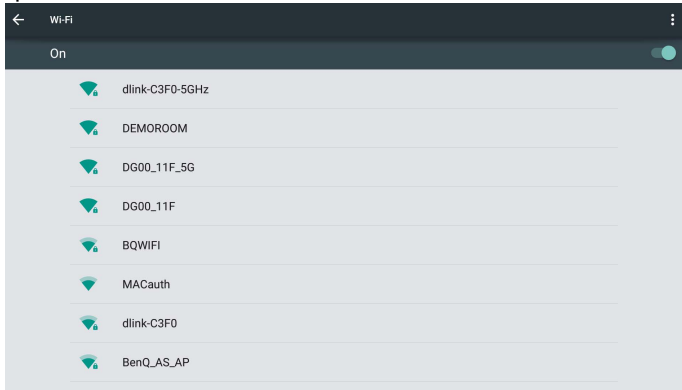 Wi-Fi
On
dlink-C3F0-5GHz
DEMOROOM
DG00_11F_5G
DG00_11F
BQWIFI
MACauth
dlink-C3F0
BenQ_AS_AP